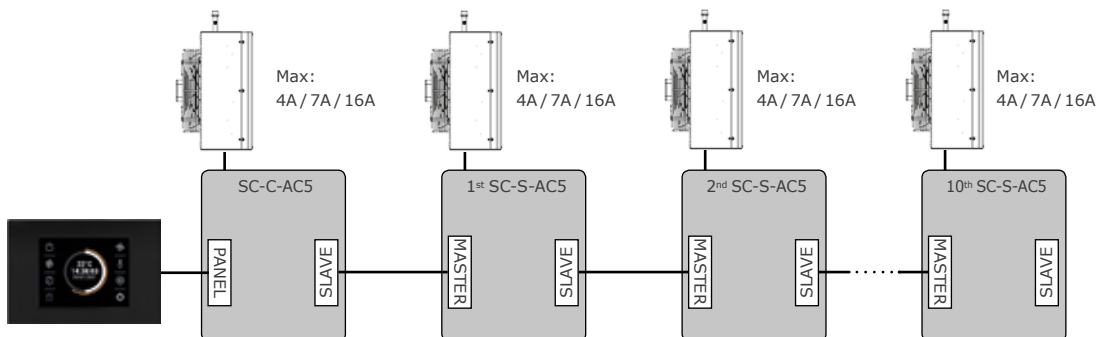 Max:
4A/7A/16A
Max:
4A/7A/16A
Max:
4A/7A/16A
Max:
4A/7A/16A
SC-C-AC5
1st SC-S-AC5
2nd SC-S-AC5
10th SC-S-AC5
22°C
PANEL
SLAVE
MASTER
SLAVE
MASTER
SLAVE
MASTER
SLAVE